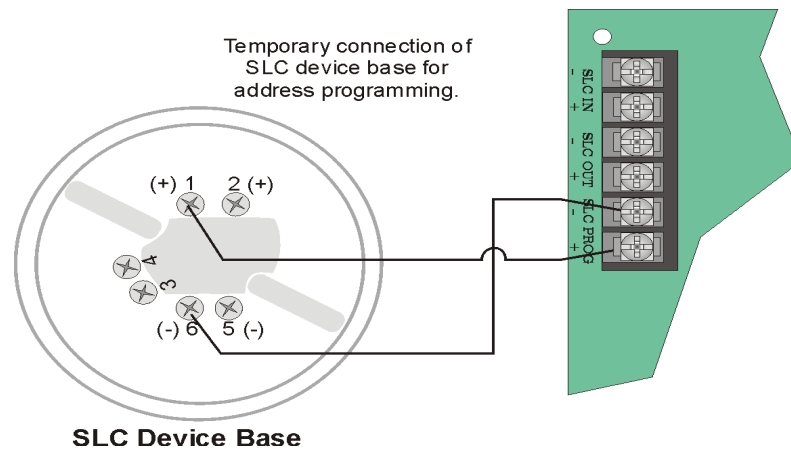 Temporary connection of
SLC device base for
address programming.
- SLC IN +
- SLC OUT +
- SLC PROG +
(+) 1 2 (+)
4
3
(-) 6 5 (-)
SLC Device Base